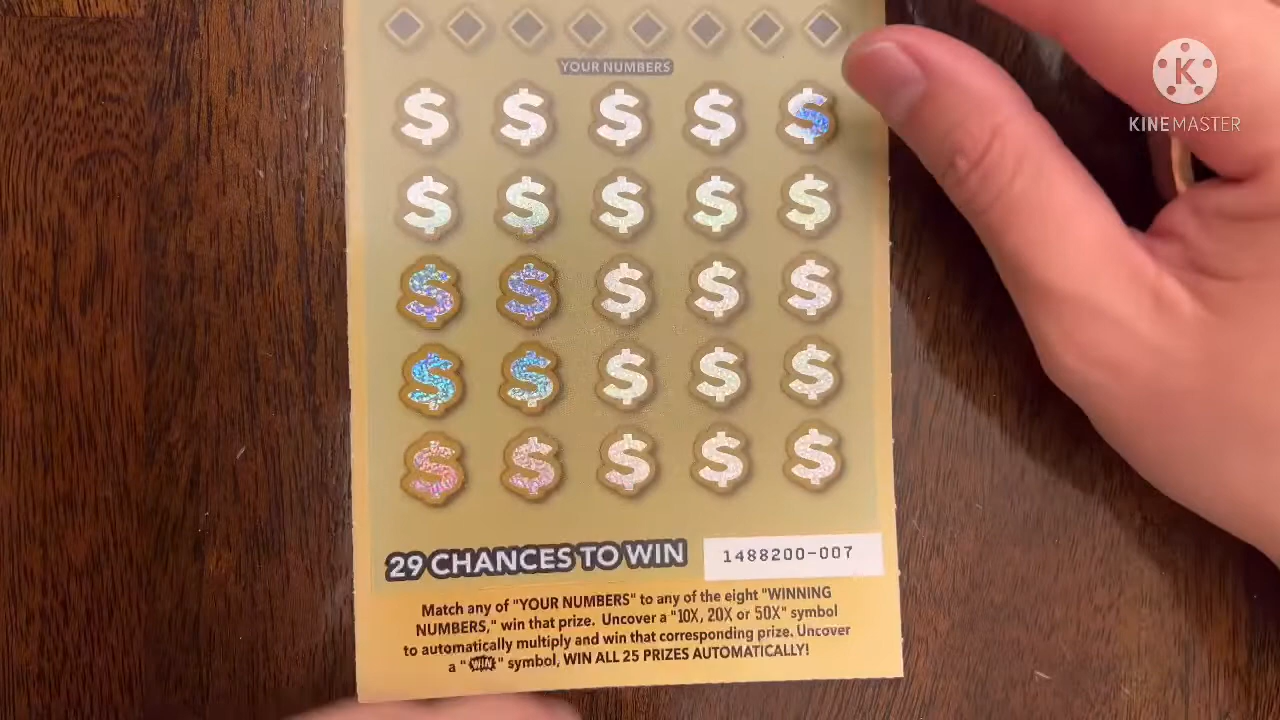 YOUR NUMBERS
K
KINEMASTER
$ $ $ $ $
$ $ $ $ $
$ $ $ $ $
$ $ $ $ $
$ $ $ $ $
29 CHANCES TO WIN
1488200-007
Match any of "YOUR NUMBERS" to any of the eight "WINNING
NUMBERS," win that prize. Uncover a "10X, 20X or 50X" symbol
to automatically multiply and win that corresponding prize. Uncover
a "WIN" symbol, WIN ALL 25 PRIZES AUTOMATICALLY!